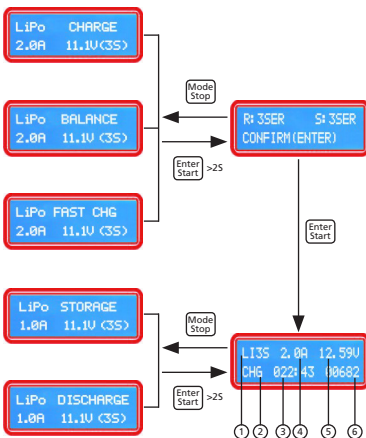 LiPo CHARGE
2.0A 11.1V(3S)
Mode
Stop
LiPo BALANCE
2.0A 11.1V (3S)
R:3SER S:3SER
CONFIRM(ENTER)
Enter
Start
>2S
LiPo FAST CHG
2.0A 11.1V (3S)
Enter
Start
LiPo STORAGE
1.0A 11.1V (3S)
Mode
Stop
LI3S 2.0A 12.59V
CHG 022:43 00682
LiPo DISCHARGE
1.0A 11.1V (3S)
Enter
Start
>2S
① ② ③ ④ ⑤ ⑥